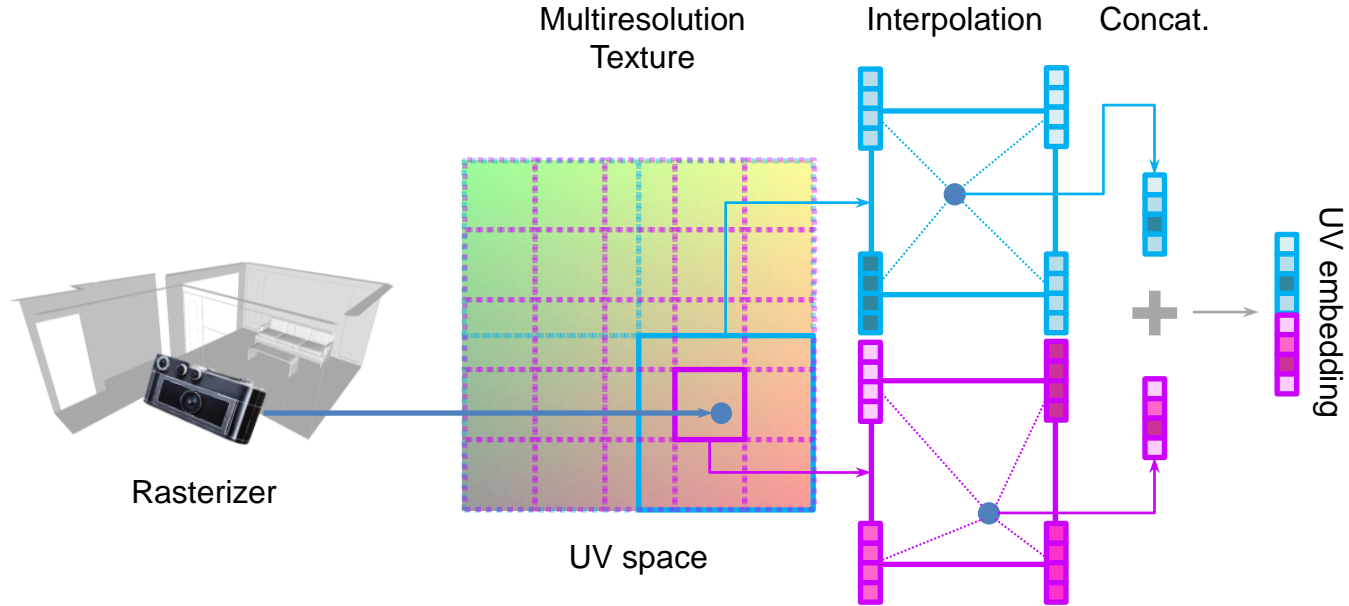 Multiresolution
Texture
Interpolation
Concat.
Rasterizer
UV space
UV embedding